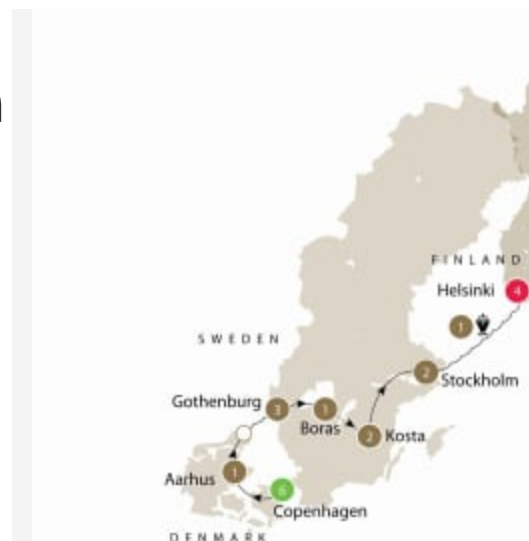 FINLAND
Helsinki
4
1
SWEDEN
2
Stockholm
Gothenburg
3
1
Boras
2
Kosta
1
Aarhus
6
Copenhagen
DENMARK